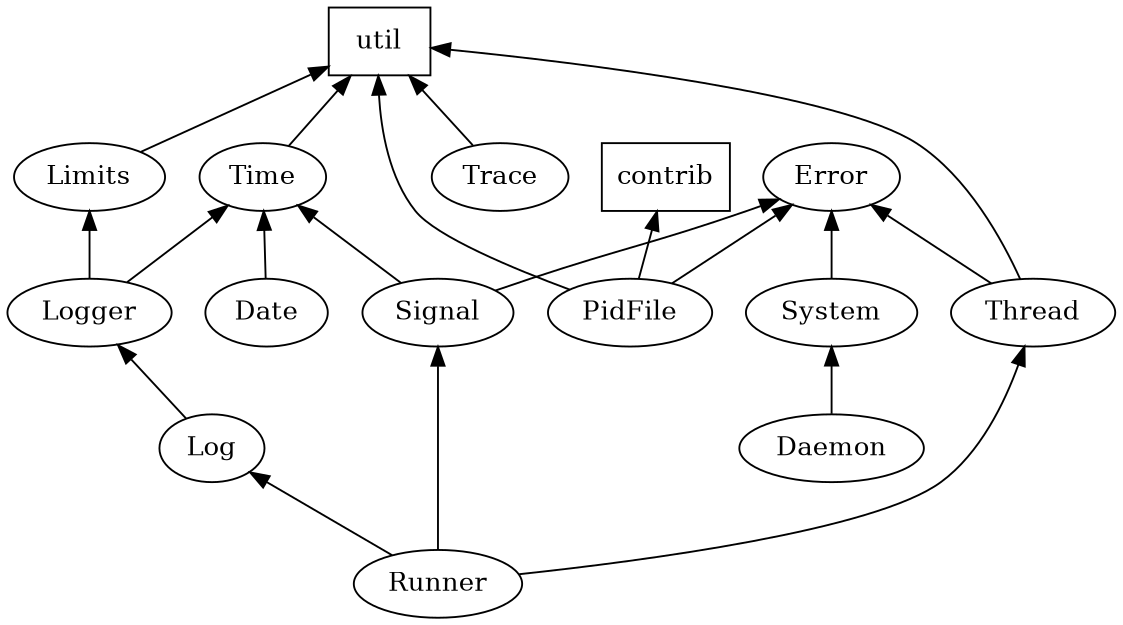 util
Limits
Time
Trace
contrib
Error
Logger
Date
Signal
PidFile
System
Thread
Log
Daemon
Runner